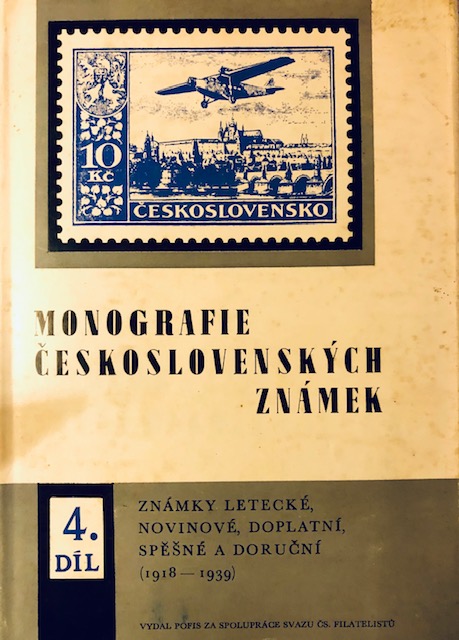 10
Kč
ČESKOSLOVENSKO
MONOGRAFIE
ČESKOSLOVENSKÝCH
ZNÁMEK
4.
DÍL
ZNÁMKY LETECKÉ,
NOVINOVÉ, DOPLATNÍ,
SPĚŠNÉ A DORUČNÍ
(1918 — 1939)
VYDAL POFIS ZA SPOLUPRÁCE SVAZU ČS. FILATELISTŮ